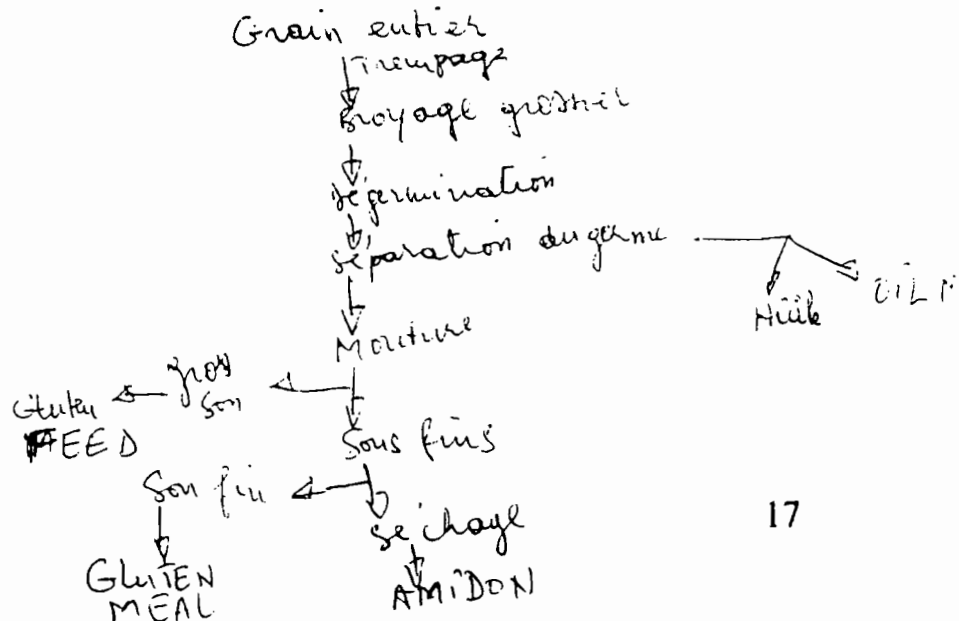 Grain entier
Trempage
Broyage grossier
dégermination
séparation du germe
Huile
Mouture
gros
son
Gluten
FEED
Sons fins
Son fin
séchage
17
GLUTEN
MEAL
AMIDON